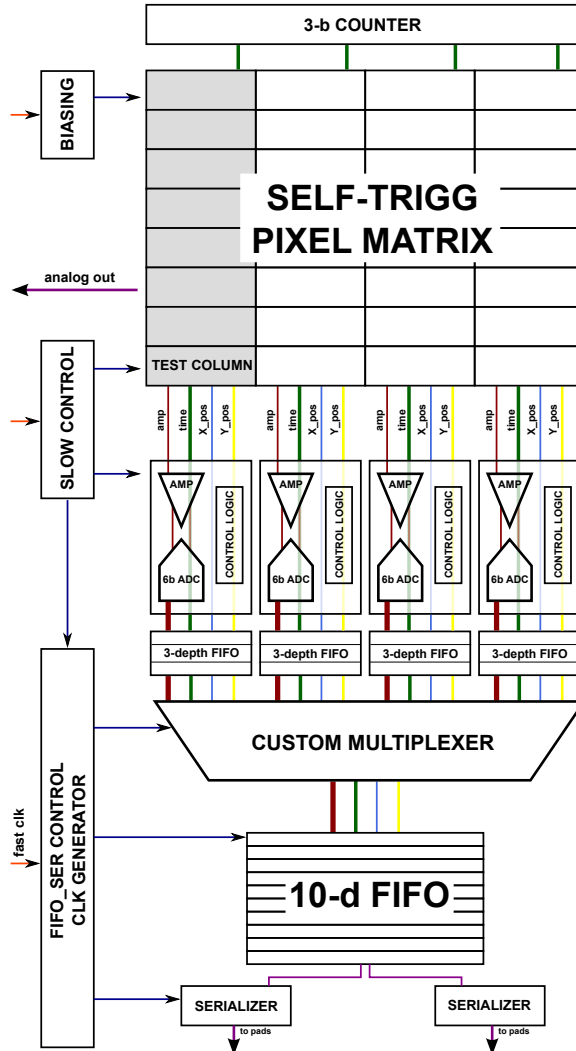 3-b COUNTER
BIASING
SELF-TRIGG
PIXEL MATRIX
analog out
TEST COLUMN
SLOW CONTROL
amp
time
X_pos
Y_pos
amp
time
X_pos
Y_pos
amp
time
X_pos
Y_pos
amp
time
X_pos
Y_pos
AMP
6b ADC
CONTROL LOGIC
AMP
6b ADC
CONTROL LOGIC
AMP
6b ADC
CONTROL LOGIC
AMP
6b ADC
CONTROL LOGIC
3-depth FIFO
3-depth FIFO
3-depth FIFO
3-depth FIFO
CUSTOM MULTIPLEXER
fast clk
FIFO_SER CONTROL
CLK GENERATOR
10-d FIFO
SERIALIZER
SERIALIZER
to pads
to pads